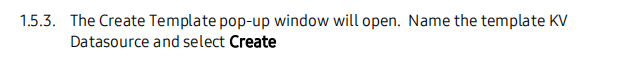 1.5.3. The Create Template pop-up window will open. Name the template KV
Datasource and select Create